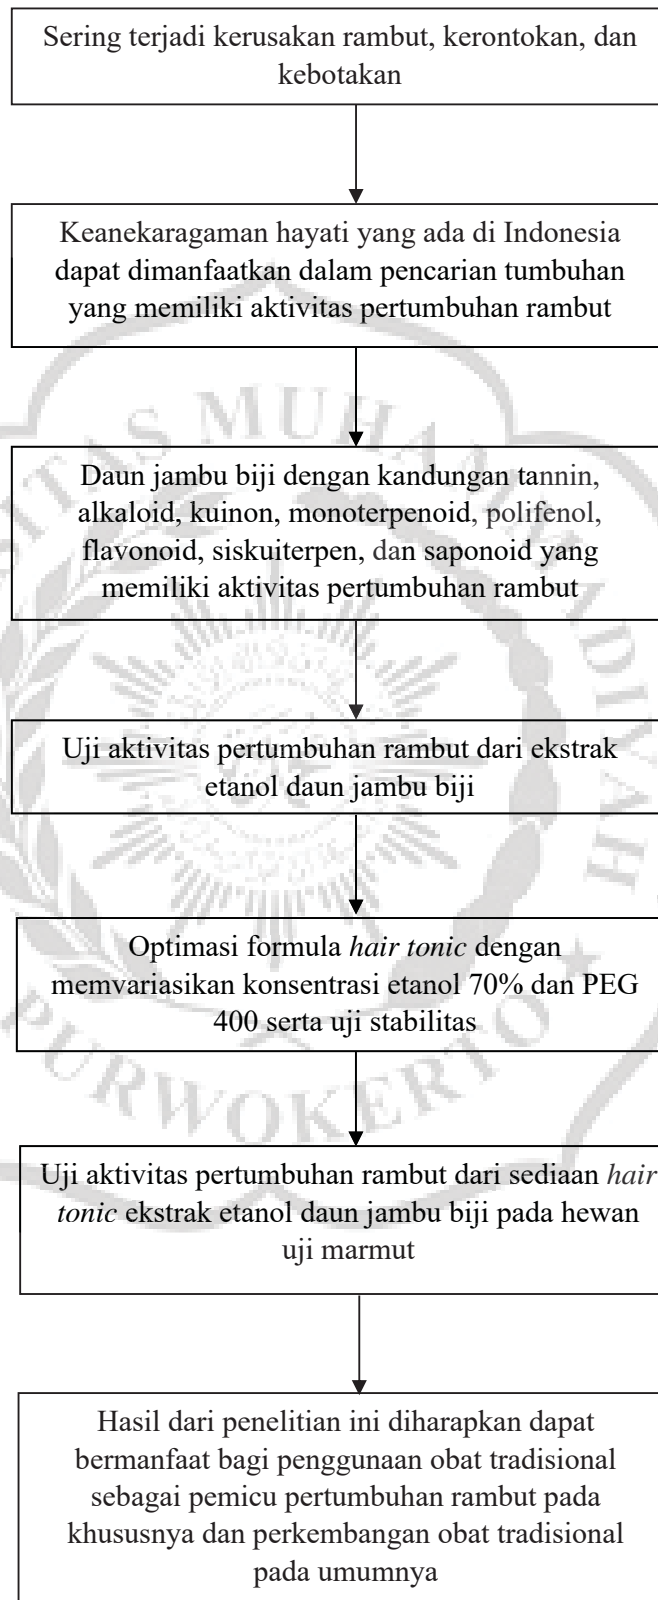 Sering terjadi kerusakan rambut, kerontokan, dan
kebotakan
Keanekaragaman hayati yang ada di Indonesia
dapat dimanfaatkan dalam pencarian tumbuhan
yang memiliki aktivitas pertumbuhan rambut
Daun jambu biji dengan kandungan tannin,
alkaloid, kuinon, monoterpenoid, polifenol,
flavonoid, siskuiterpen, dan saponoid yang
memiliki aktivitas pertumbuhan rambut
Uji aktivitas pertumbuhan rambut dari ekstrak
etanol daun jambu biji
Optimasi formula hair tonic dengan
memvariasikan konsentrasi etanol 70% dan PEG
400 serta uji stabilitas
Uji aktivitas pertumbuhan rambut dari sediaan hair
tonic ekstrak etanol daun jambu biji pada hewan
uji marmut
Hasil dari penelitian ini diharapkan dapat
bermanfaat bagi penggunaan obat tradisional
sebagai pemicu pertumbuhan rambut pada
khususnya dan perkembangan obat tradisional
pada umumnya
SITAS MUHAMMADIYAH
PURWOKERTO